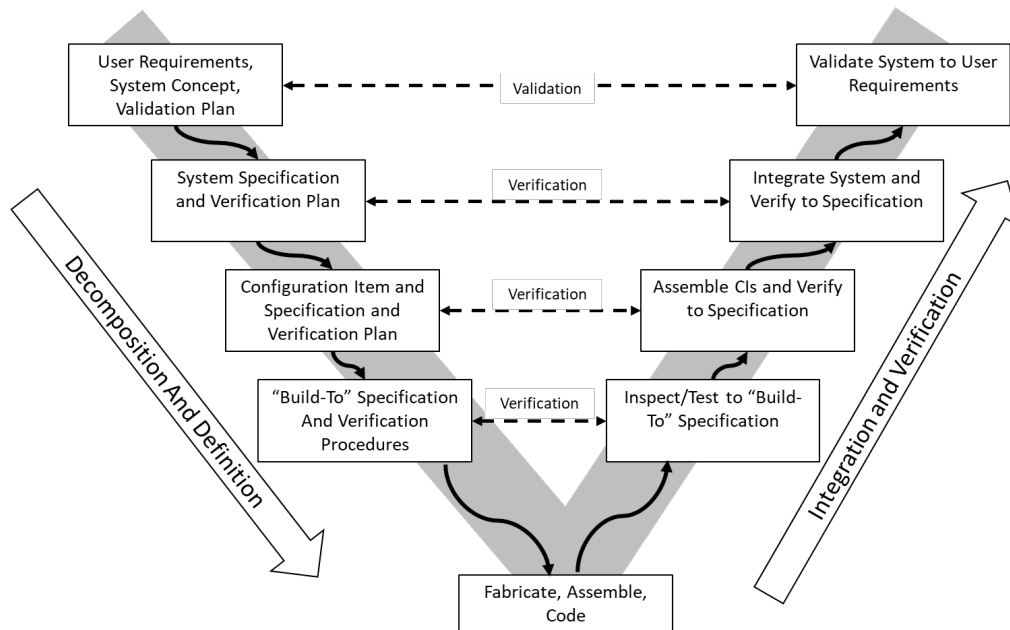 User Requirements,
System Concept,
Validation Plan
Validation
Validate System to User
Requirements
System Specification
and Verification Plan
Verification
Integrate System and
Verify to Specification
Configuration Item and
Specification and
Verification Plan
Verification
Assemble CIs and Verify
to Specification
“Build-To” Specification
And Verification
Procedures
Verification
Inspect/Test to “Build-
To” Specification
Fabricate, Assemble,
Code
Decomposition And Definition
Integration and Verification